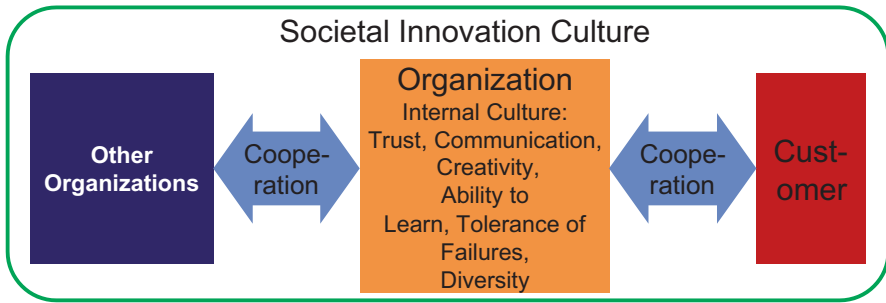 Societal Innovation Culture
Other
Organizations
Coope-
ration
Organization
Internal Culture:
Trust, Communication,
Creativity,
Ability to
Learn, Tolerance of
Failures,
Diversity
Coope-
ration
Cust-
omer